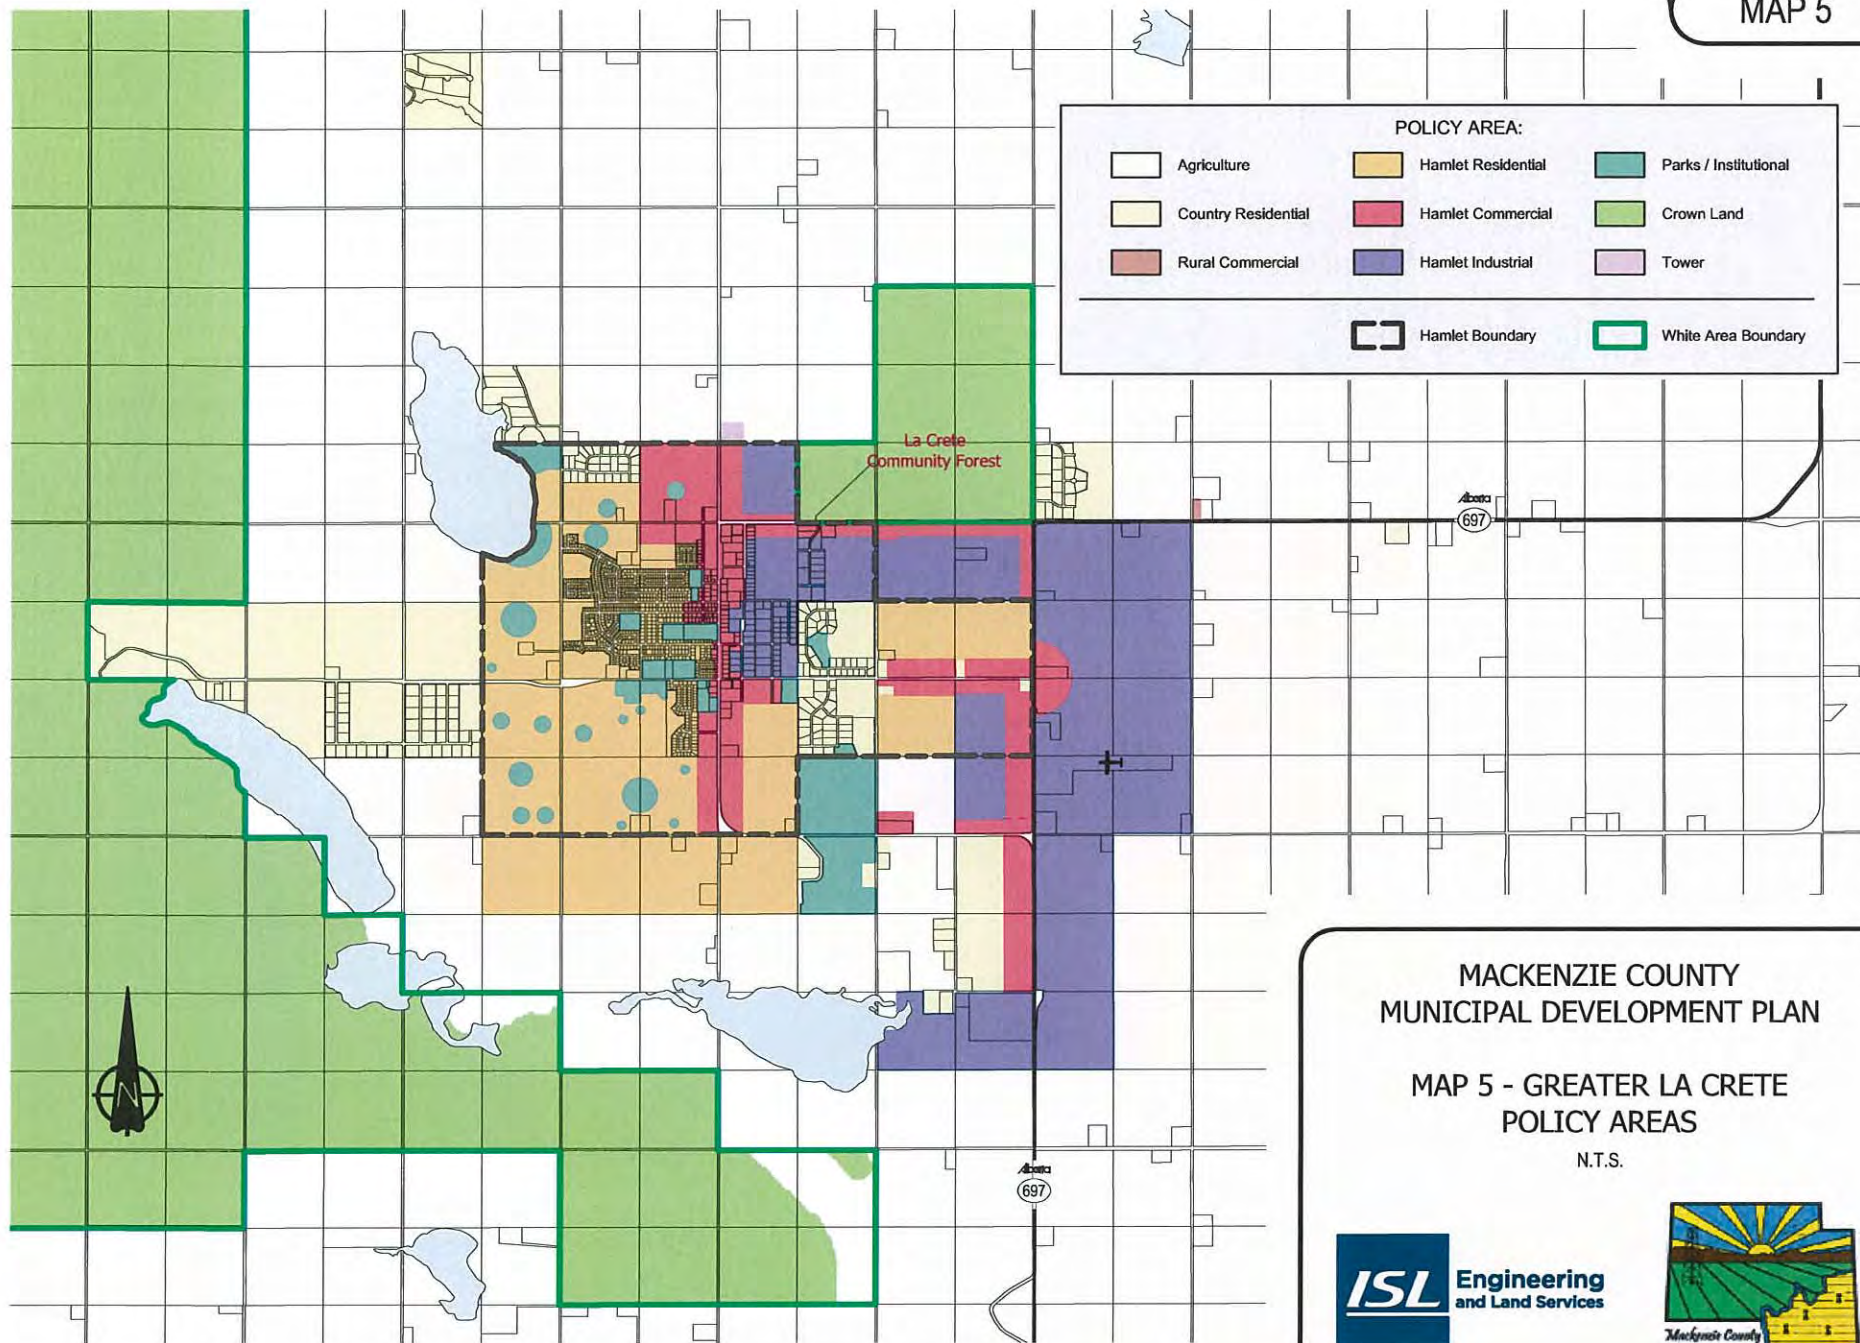 MAP 5
POLICY AREA:
Agriculture
Hamlet Residential
Parks / Institutional
Country Residential
Hamlet Commercial
Crown Land
Rural Commercial
Hamlet Industrial
Tower
Hamlet Boundary
White Area Boundary
La Crete
Community Forest
Alberta
697
N
Alberta
697
MACKENZIE COUNTY
MUNICIPAL DEVELOPMENT PLAN
MAP 5 - GREATER LA CRETE
POLICY AREAS
N.T.S.
ISL Engineering
and Land Services
Mackenzie County